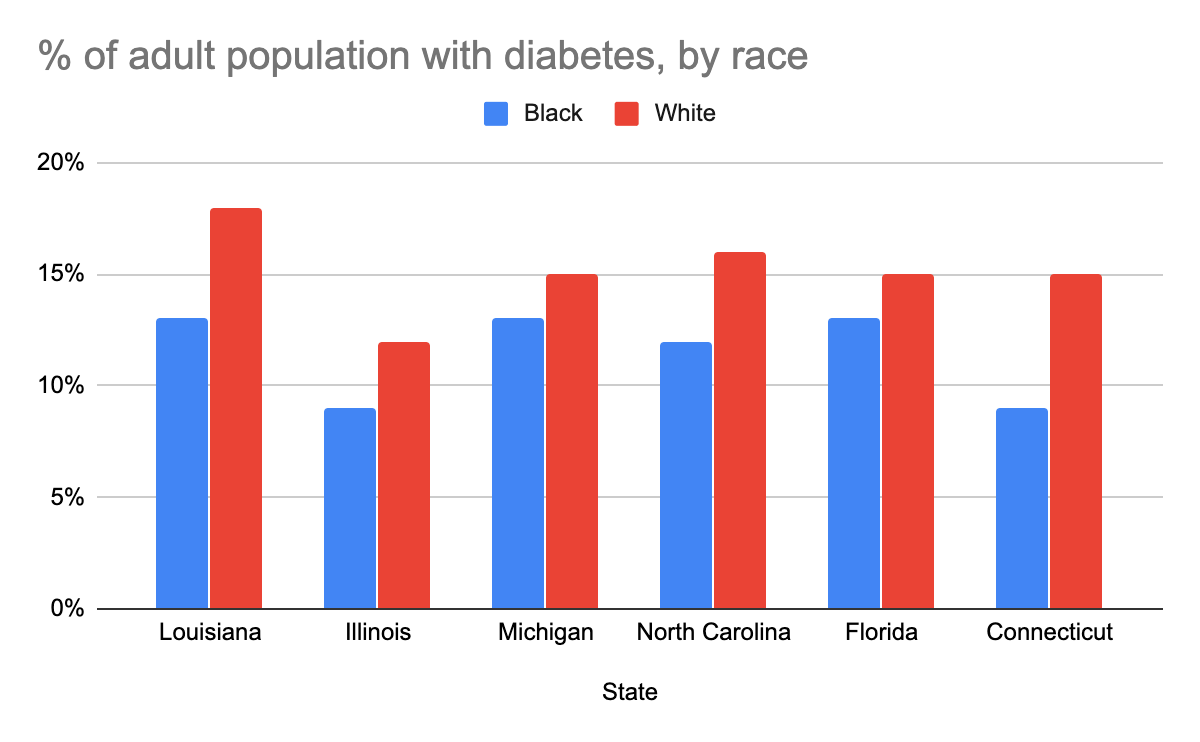 % of adult population with diabetes, by race
Black White
20%
15%
10%
5%
0%
Louisiana Illinois Michigan North Carolina Florida Connecticut
State